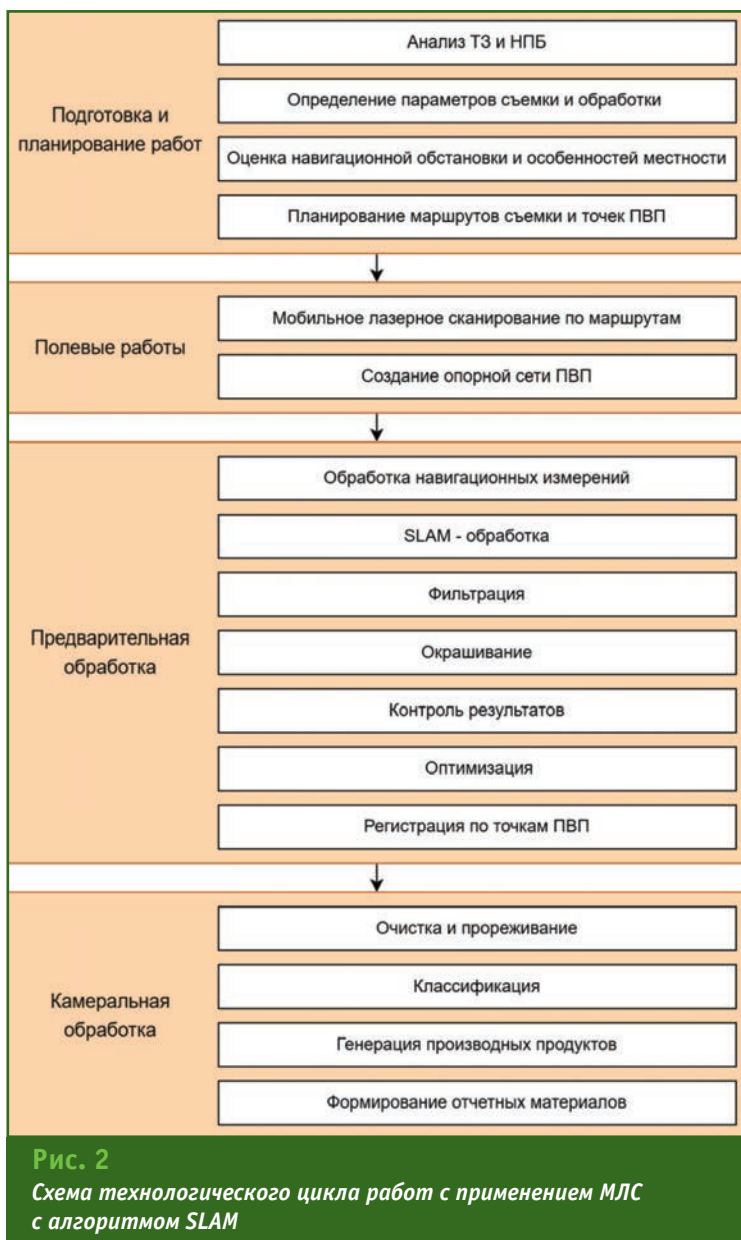 Подготовка и
планирование работ
Анализ ТЗ и НПБ
Определение параметров съемки и обработки
Оценка навигационной обстановки и особенностей местности
Планирование маршрутов съемки и точек ПВП
Полевые работы
Мобильное лазерное сканирование по маршрутам
Создание опорной сети ПВП
Предварительная
обработка
Обработка навигационных измерений
SLAM - обработка
Фильтрация
Окрашивание
Контроль результатов
Оптимизация
Регистрация по точкам ПВП
Камеральная
обработка
Очистка и прореживание
Классификация
Генерация производных продуктов
Формирование отчетных материалов
Рис. 2
Схема технологического цикла работ с применением МЛС
с алгоритмом SLAM